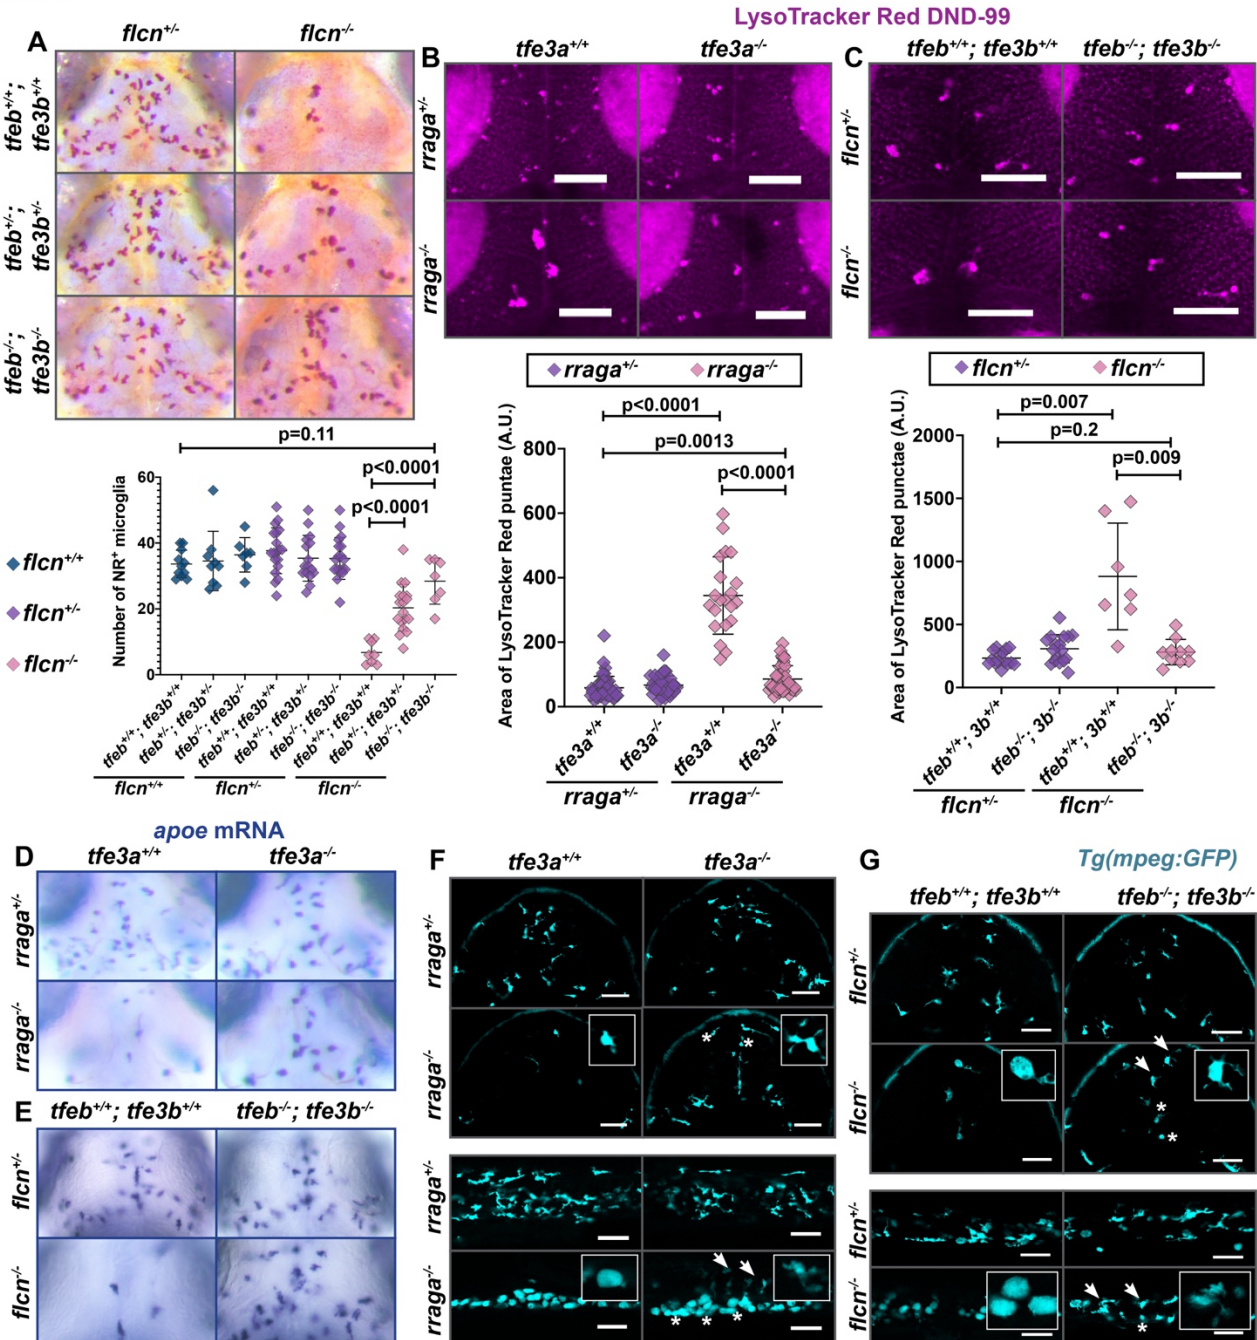 LysoTracker Red DND-99
A
flcn+/-
flcn-/-
tfeb+/+;
tfe3b+/+
tfeb+/-;
tfe3b+/-
tfeb-/-;
tfe3b-/-
p=0.11
p<0.0001
p<0.0001
Number of NR+ microglia
60
40
20
0
flcn+/+
flcn+/-
flcn-/-
tfeb+/+; tfe3b+/+
tfeb+/-; tfe3b+/-
tfeb-/-; tfe3b-/-
tfeb+/+; tfe3b+/+
tfeb+/-; tfe3b+/-
tfeb-/-; tfe3b-/-
tfeb+/+; tfe3b+/+
tfeb+/-; tfe3b+/-
tfeb-/-; tfe3b-/-
flcn+/+
flcn+/-
flcn-/-
B
tfe3a+/+
tfe3a-/-
rraga+/-
rraga-/-
rraga+/-
rraga-/-
p<0.0001
p=0.0013
p<0.0001
Area of LysoTracker Red puntae (A.U.)
800
600
400
200
0
tfe3a+/+
tfe3a-/-
tfe3a+/+
tfe3a-/-
rraga+/-
rraga-/-
C
tfeb+/+; tfe3b+/+
tfeb-/-; tfe3b-/-
flcn+/-
flcn-/-
flcn+/-
flcn-/-
p=0.007
p=0.2
p=0.009
Area of LysoTracker Red punctae (A.U.)
2000
1500
1000
500
0
tfeb+/+; 3b+/+
tfeb-/-; 3b-/-
tfeb+/+; 3b+/+
tfeb-/-; 3b-/-
flcn+/-
flcn-/-
apoe mRNA
D
tfe3a+/+
tfe3a-/-
rraga+/-
rraga-/-
E
tfeb+/+; tfe3b+/+
tfeb-/-; tfe3b-/-
flcn+/-
flcn-/-
F
tfe3a+/+
tfe3a-/-
rraga+/-
rraga-/-
* *
rraga+/-
rraga-/-
* * *
G
Tg(mpeg:GFP)
tfeb+/+; tfe3b+/+
tfeb-/-; tfe3b-/-
flcn+/-
flcn-/-
*
*
flcn+/-
flcn-/-
*